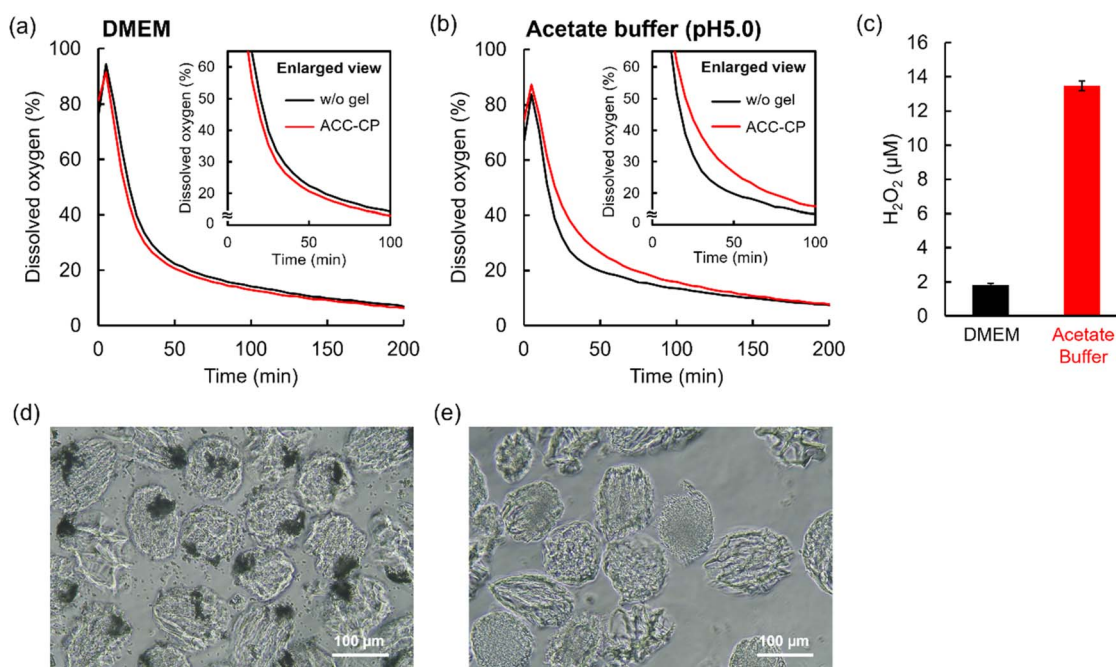 (a)
DMEM
100
80
60
40
20
0
Dissolved oxygen (%)
0
50
100
150
200
Time (min)
Enlarged view
w/o gel
ACC-CP
60
50
40
30
20
0
≈
Dissolved oxygen (%)
0
50
100
Time (min)
(b)
Acetate buffer (pH5.0)
100
80
60
40
20
0
Dissolved oxygen (%)
0
50
100
150
200
Time (min)
Enlarged view
w/o gel
ACC-CP
60
50
40
30
20
0
≈
Dissolved oxygen (%)
0
50
100
Time (min)
(c)
16
14
12
10
8
6
4
2
0
H₂O₂ (µM)
DMEM
Acetate
Buffer
(d)
100 µm
(e)
100 µm